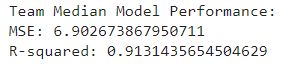 Team Median Model Performance:
MSE: 6.902673867950711
R-squared: 0.9131435654504629